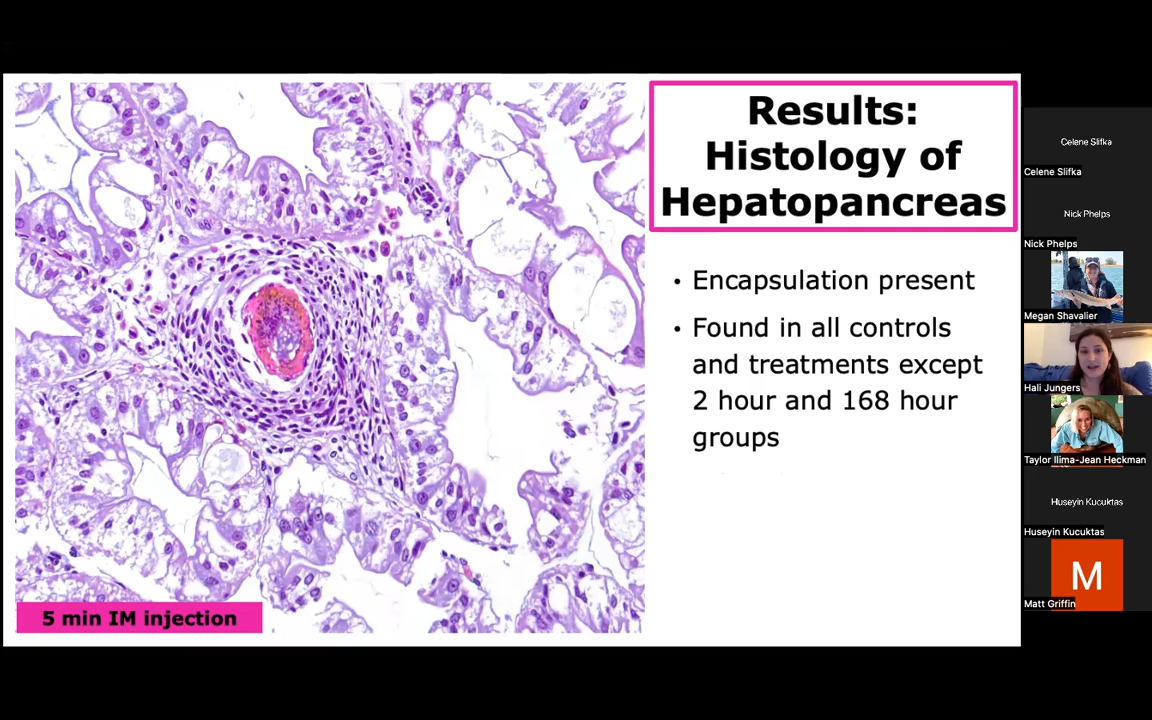 Results:
Histology of
Hepatopancreas
• Encapsulation present
• Found in all controls
and treatments except
2 hour and 168 hour
groups
5 min IM injection
Celene Slifka
Celene Slifka
Nick Phelps
Nick Phelps
Megan Shavalier
Hali Jungers
Taylor Ilima-Jean Heckman
Huseyin Kucuktas
Huseyin Kucuktas
M
Matt Griffin